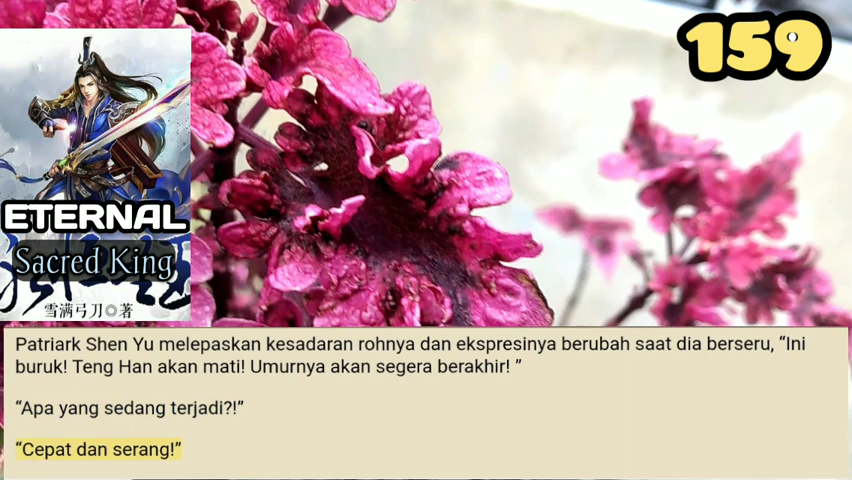 159
ETERNAL
Sacred King
雪满弓刀◎著
Patriark Shen Yu melepaskan kesadaran rohnya dan ekspresinya berubah saat dia berseru, “Ini
buruk! Teng Han akan mati! Umurnya akan segera berakhir! ”
“Apa yang sedang terjadi?!”
“Cepat dan serang!”